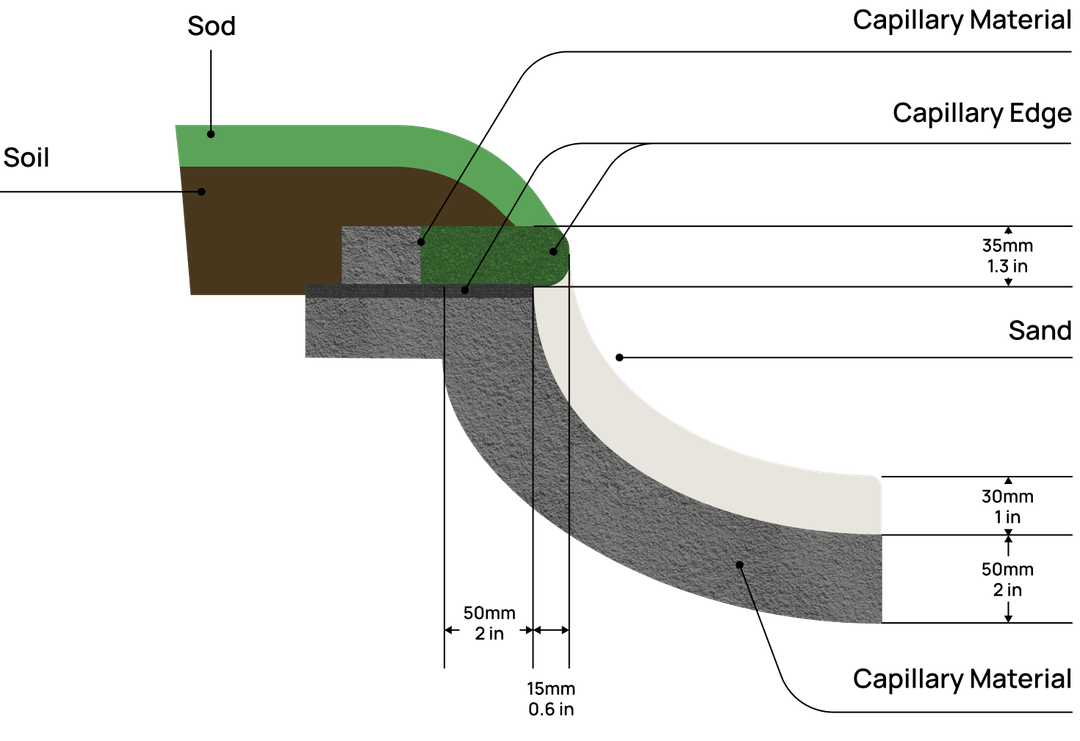 Capillary Material
Sod
Capillary Edge
Soil
35mm
1.3 in
Sand
30mm
1 in
50mm
2 in
50mm
2 in
15mm
0.6 in
Capillary Material